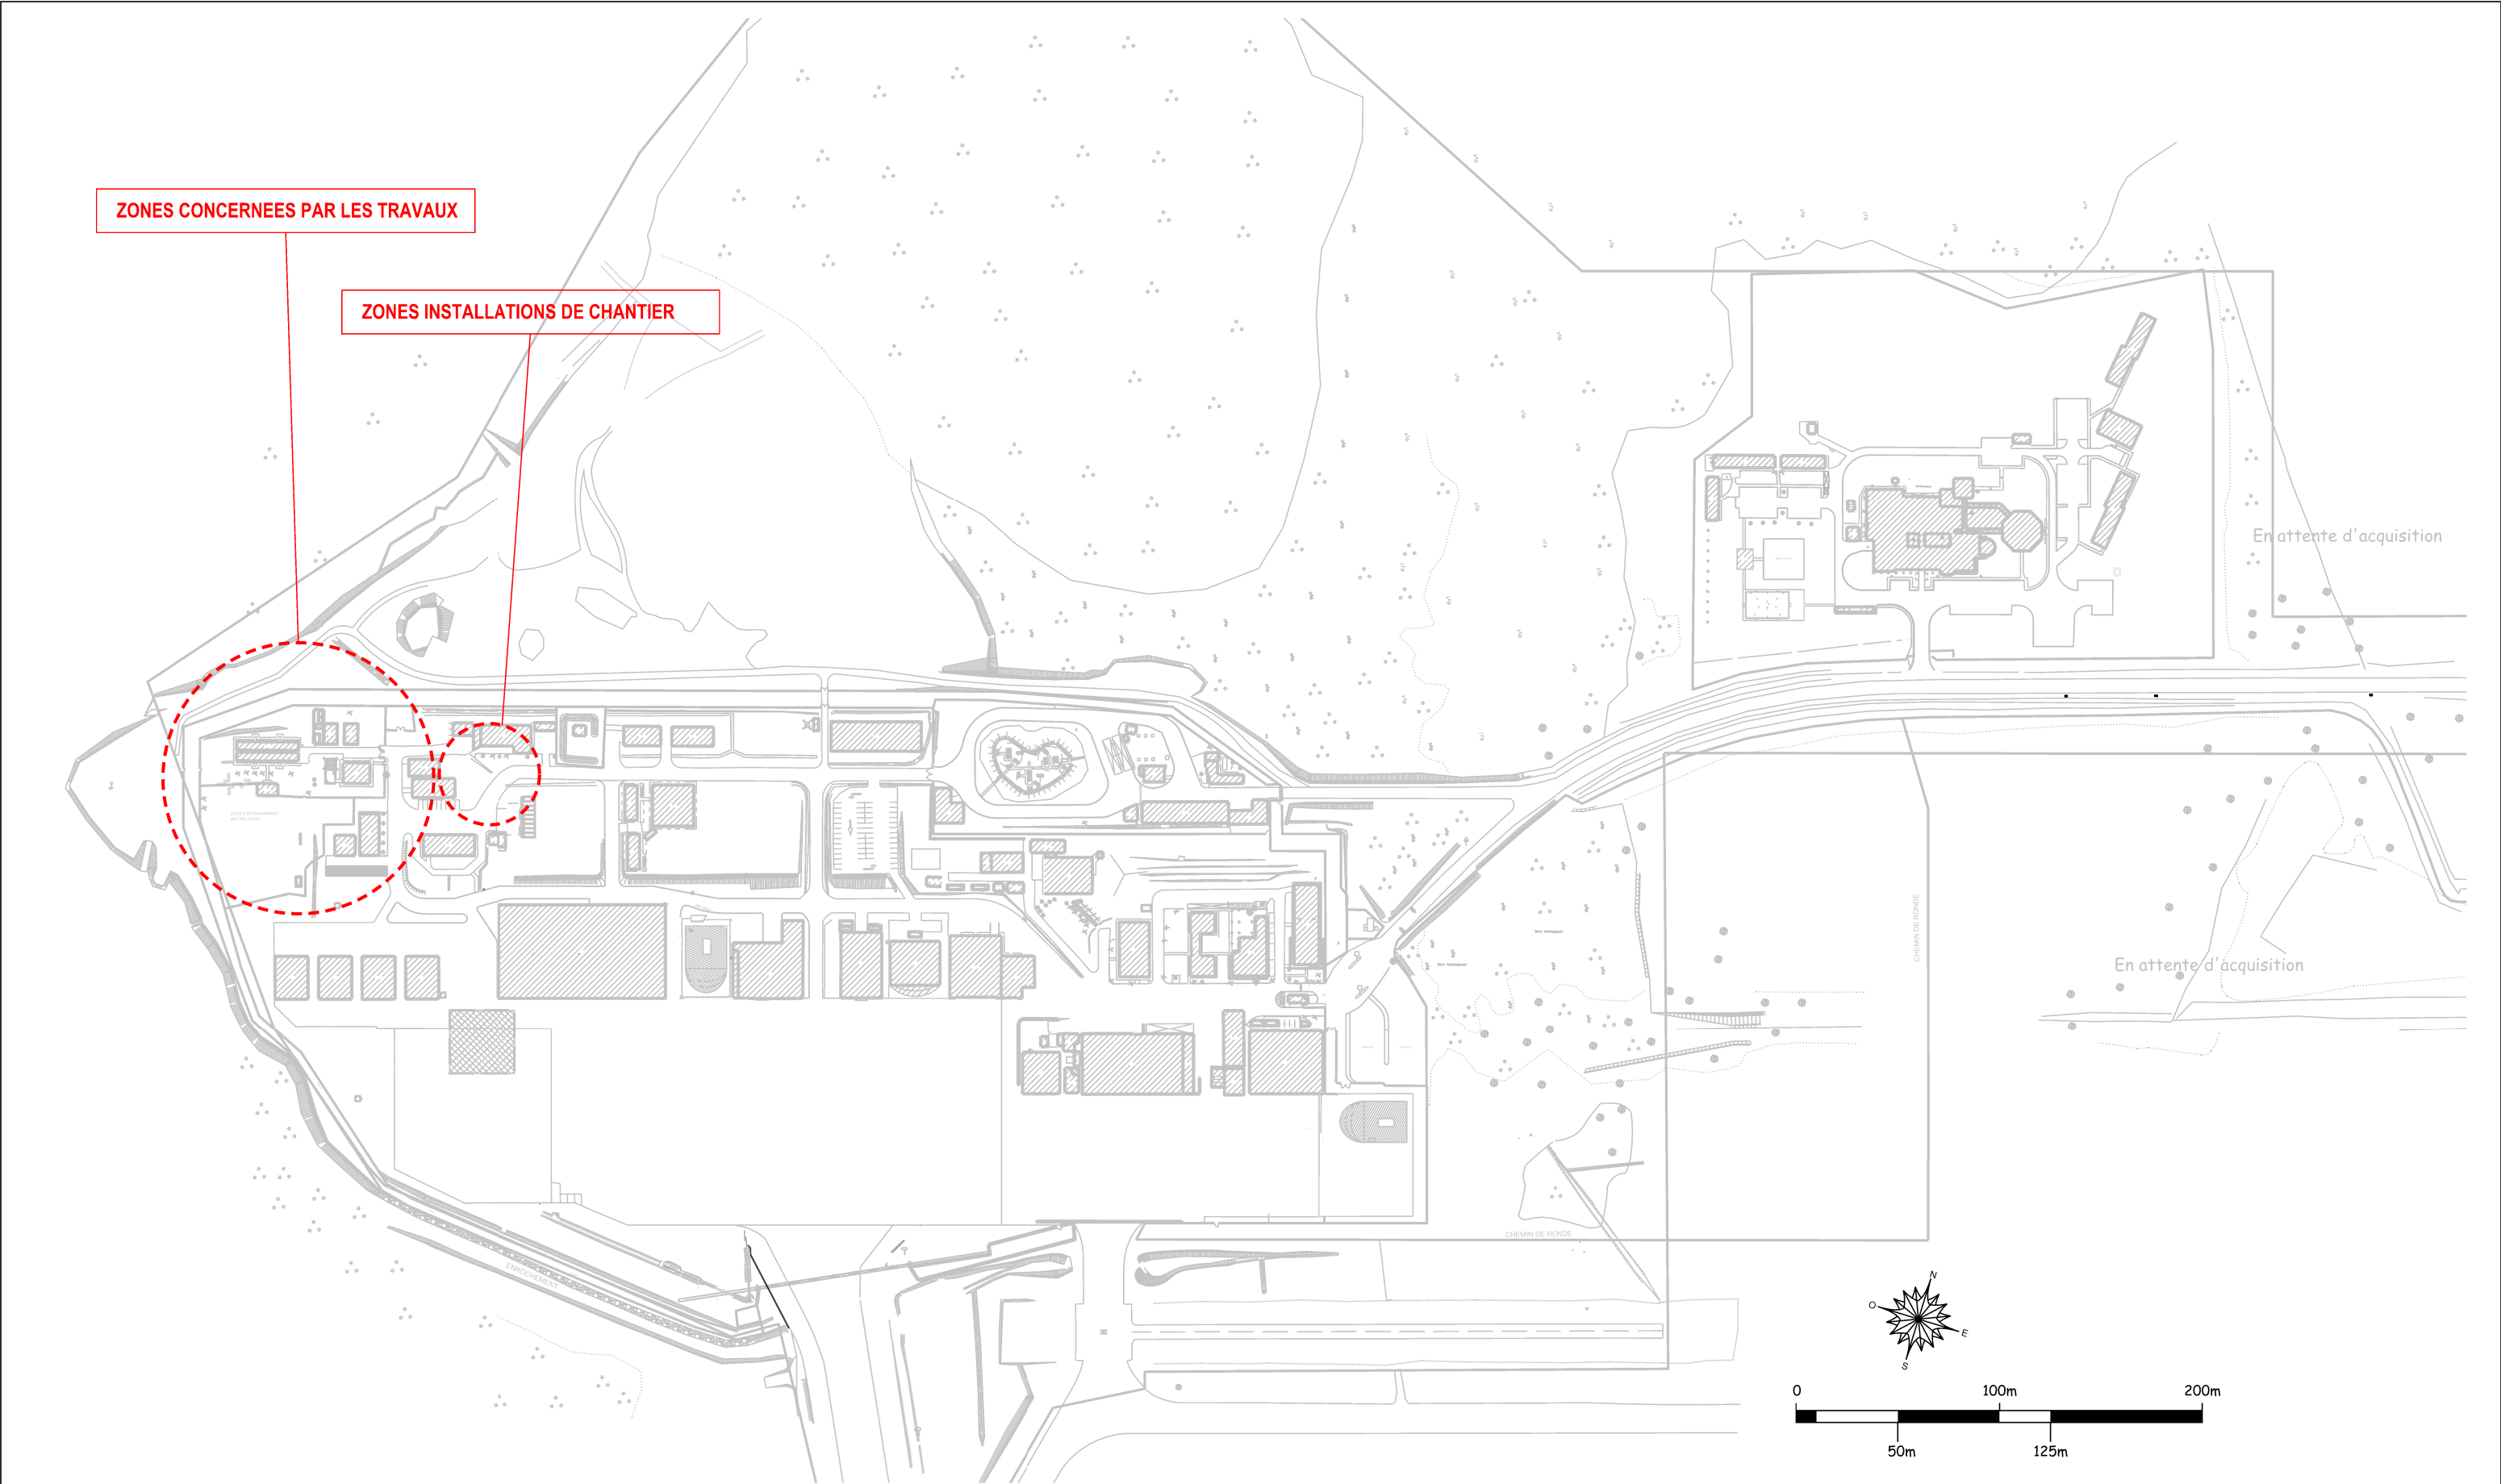 ZONES CONCERNEES PAR LES TRAVAUX
ZONES INSTALLATIONS DE CHANTIER
En attente d'acquisition
CHEMIN DE RONDE
En attente d'acquisition
CHEMIN DE RONDE
ENROCHEMENT
N
O
E
S
0
100m
200m
50m
125m